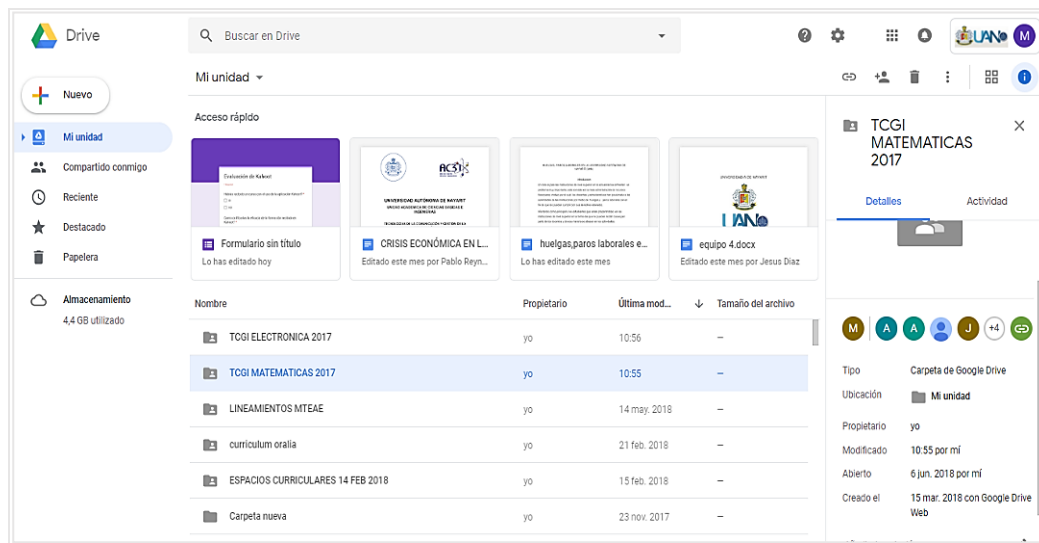 Drive
Buscar en Drive
UAN
M
Nuevo
Mi unidad
TCGI
MATEMATICAS
2017
Mi unidad
Compartido conmigo
Reciente
Destacado
Papelera
Almacenamiento
4,4 GB utilizado
Acceso rápido
Evaluación de Kahoot
UNIVERSIDAD AUTÓNOMA DE NAYARIT
UAN
Formulario sin título
Lo has editado hoy
CRISIS ECONÓMICA EN L...
Editado este mes por Pablo Reyn...
huelgas,paros laborales e...
Lo has editado este mes
equipo 4.docx
Editado este mes por Jesus Diaz
Detalles
Actividad
Nombre
Propietario
Última mod...
Tamaño del archivo
TCGI ELECTRONICA 2017
yo
10:56
–
TCGI MATEMATICAS 2017
yo
10:55
–
LINEAMIENTOS MTEAE
yo
14 may. 2018
–
curriculum oralia
yo
21 feb. 2018
–
ESPACIOS CURRICULARES 14 FEB 2018
yo
15 feb. 2018
–
Carpeta nueva
yo
23 nov. 2017
–
M
A
A
J
+4
Tipo
Carpeta de Google Drive
Ubicación
Mi unidad
Propietario
yo
Modificado
10:55 por mí
Abierto
6 jun. 2018 por mí
Creado el
15 mar. 2018 con Google Drive
Web